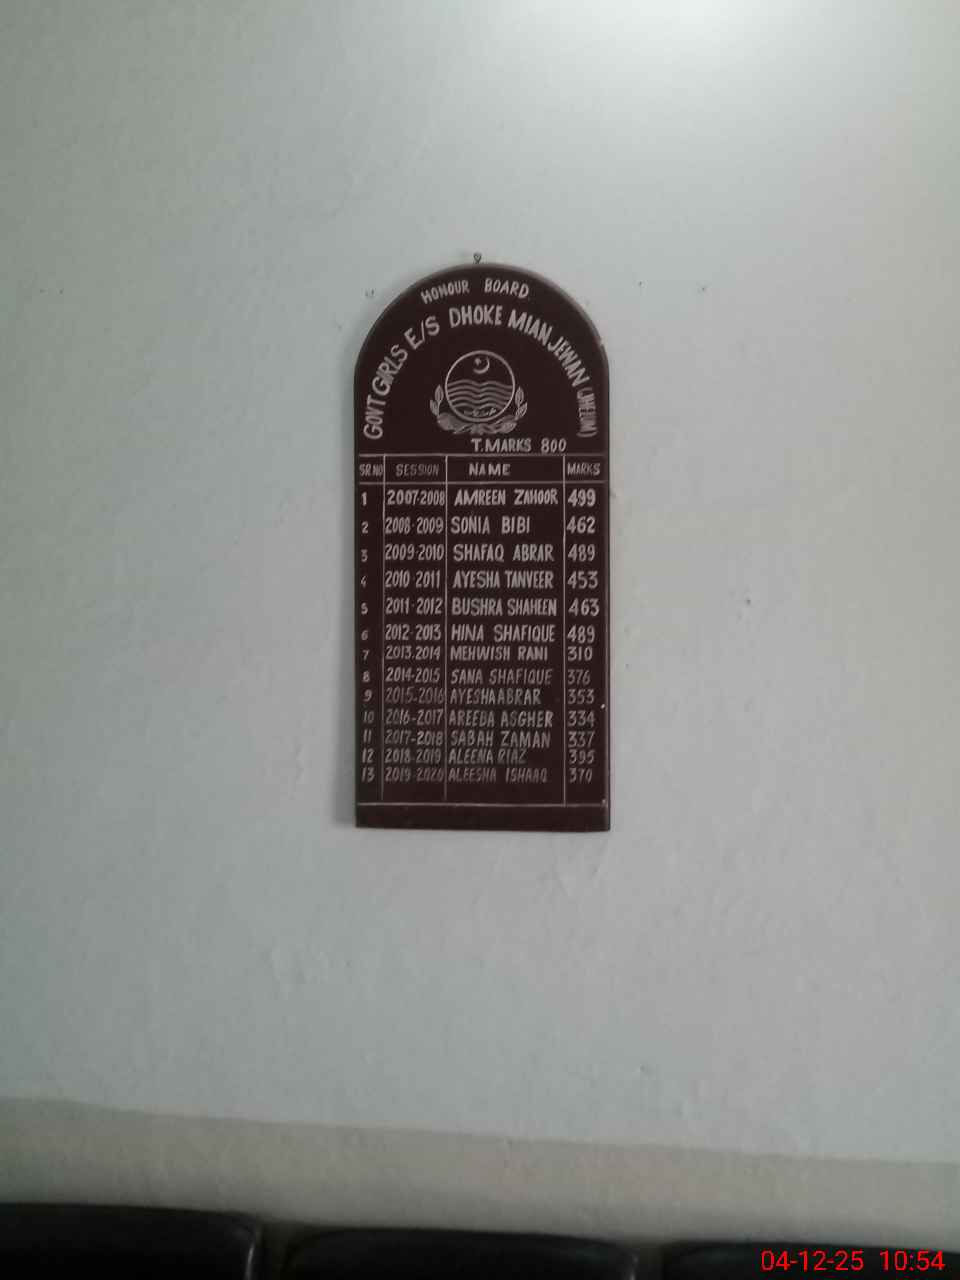 HONOUR BOARD
GOVT GIRLS E/S DHOKE MIAN JEWAN (JHELUM)
T.MARKS 800
SR.NO SESSION NAME MARKS
1 2007-2008 AMREEN ZAHOOR 499
2 2008-2009 SONIA BIBI 462
3 2009-2010 SHAFAQ ABRAR 489
4 2010-2011 AYESHA TANVEER 453
5 2011-2012 BUSHRA SHAHEEN 463
6 2012-2013 HINA SHAFIQUE 489
7 2013.2014 MEHWISH RANI 310
8 2014-2015 SANA SHAFIQUE 376
9 2015-2016 AYESHA ABRAR 353
10 2016-2017 AREEBA ASGHER 334
11 2017-2018 SABAH ZAMAN 337
12 2018-2019 ALEENA RIAZ 395
13 2019-2020 ALEESHA ISHAAQ 370
04-12-25 10:54